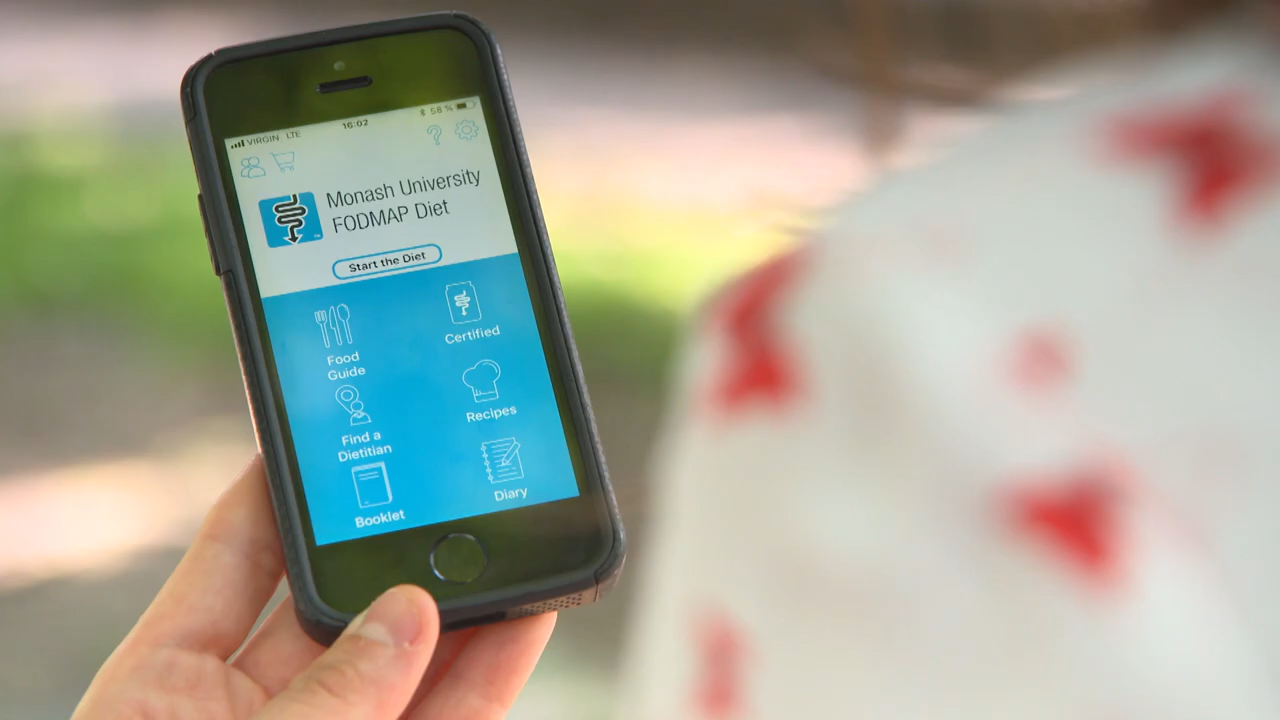 VIRGIN LTE
16:02
58 %
?
Monash University
FODMAP Diet
TM
Start the Diet
Food
Guide
Certified
Find a
Dietitian
Recipes
Booklet
Diary